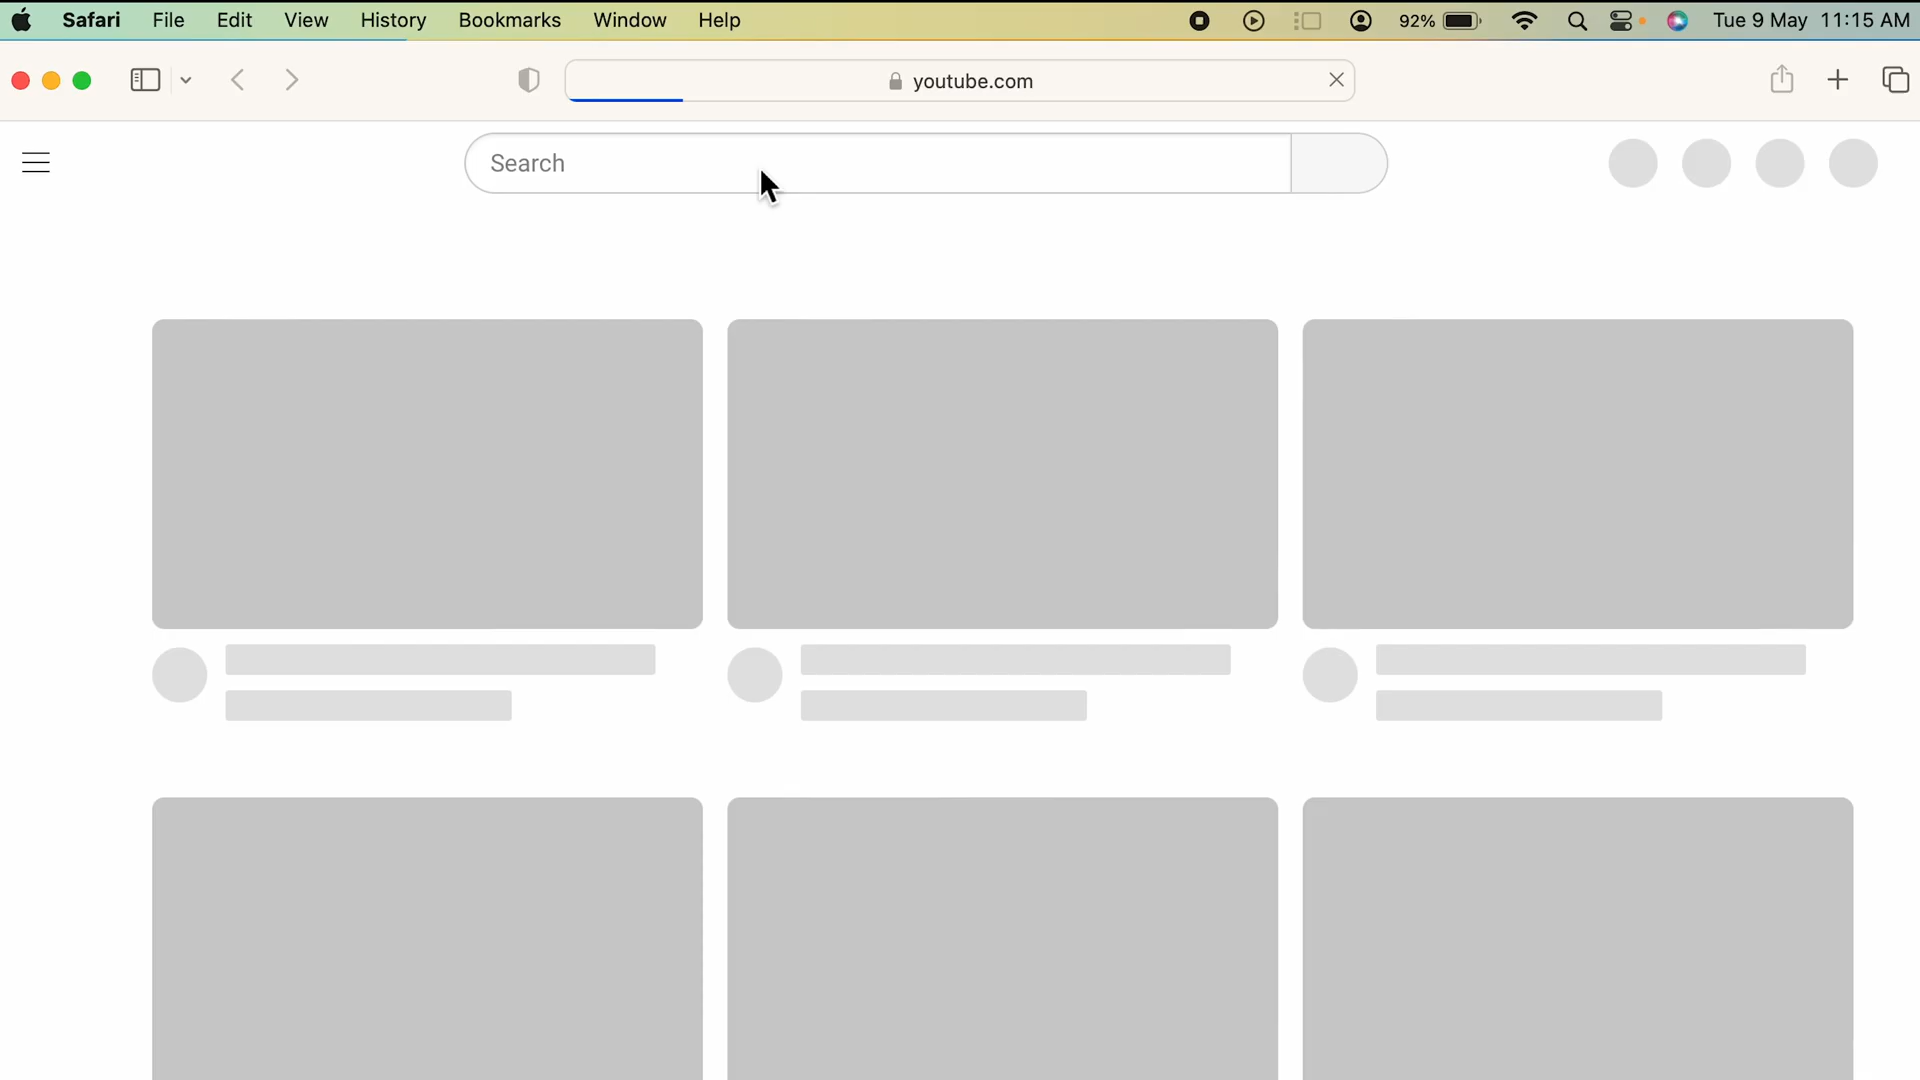 Safari File Edit View History Bookmarks Window Help 92% Tue 9 May 11:15 AM
youtube.com
Search